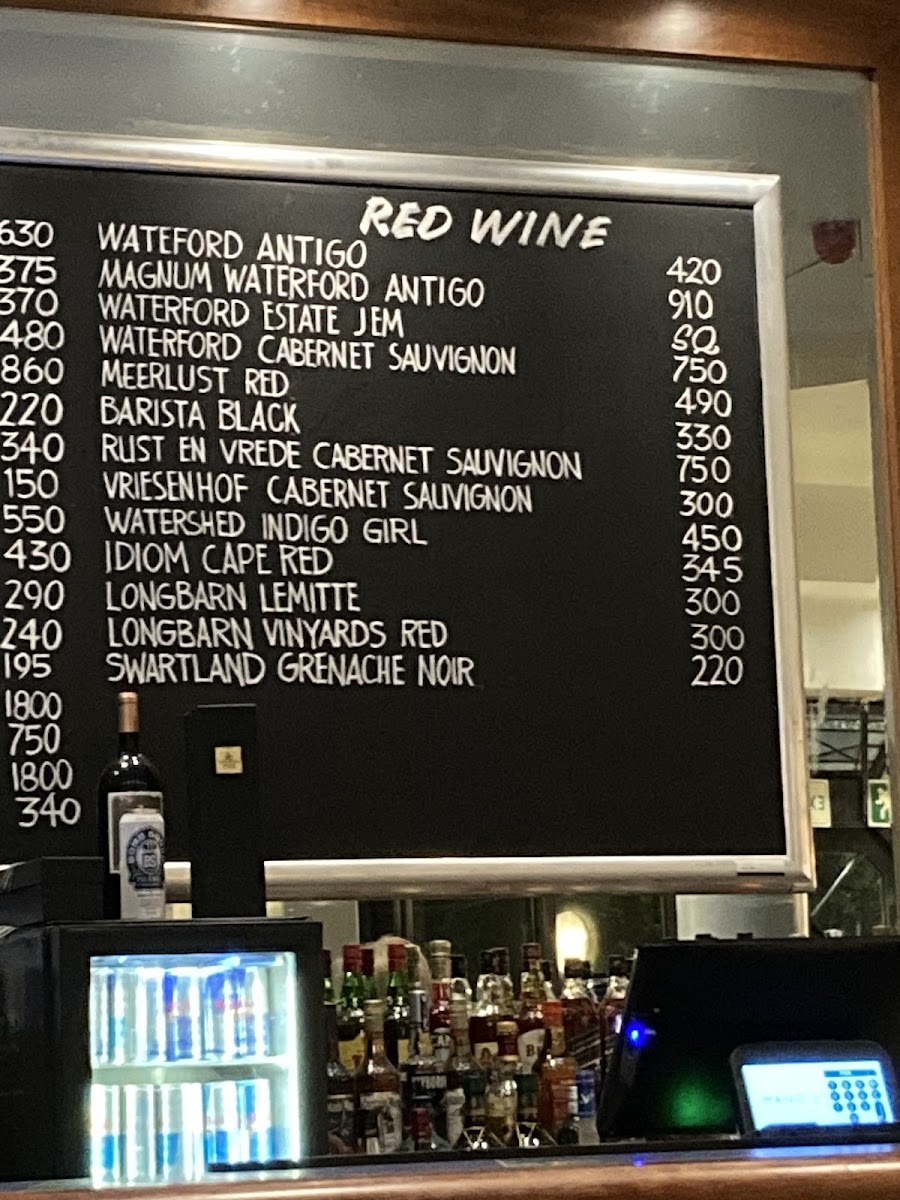 RED WINE
630 WATEFORD ANTIGO 420
375 MAGNUM WATERFORD ANTIGO 910
370 WATERFORD ESTATE JEM SQ
480 WATERFORD CABERNET SAUVIGNON 750
860 MEERLUST RED 490
220 BARISTA BLACK 330
340 RUST EN VREDE CABERNET SAUVIGNON 750
150 VRIESENHOF CABERNET SAUVIGNON 300
550 WATERSHED INDIGO GIRL 450
430 IDIOM CAPE RED 345
290 LONGBARN LEMITTE 300
240 LONGBARN VINYARDS RED 300
195 SWARTLAND GRENACHE NOIR 220
1800
750
1800
340